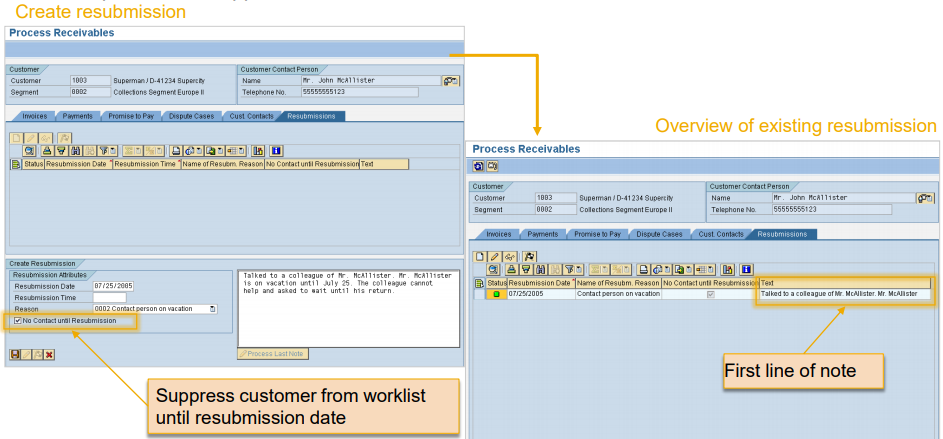 Create resubmission
Process Receivables
Customer
Customer 1803 Superman / D-41234 Supercity
Segment 0002 Collections Segment Europe II
Customer Contact Person
Name Mr. John McAllister
Telephone No. 55555555123
Invoices Payments Promise to Pay Dispute Cases Cust. Contacts Resubmissions
Status Resubmission Date Resubmission Time Name of Resubm. Reason No Contact until Resubmission Text
Create Resubmission
Resubmission Attributes
Resubmission Date 07/25/2005
Resubmission Time
Reason 0002 Contact person on vacation
No Contact until Resubmission
Talked to a colleague of Mr. McAllister. Mr. McAllister
is on vacation until July 25. The colleague cannot
help and asked to wait until his return.
Process Last Note
Suppress customer from worklist
until resubmission date
Overview of existing resubmission
Process Receivables
Customer
Customer 1803 Superman / D-41234 Supercity
Segment 0002 Collections Segment Europe II
Customer Contact Person
Name Mr. John McAllister
Telephone No. 55555555123
Invoices Payments Promise to Pay Dispute Cases Cust. Contacts Resubmissions
Status Resubmission Date Name of Resubm. Reason No Contact until Resubmission Text
07/25/2005 Contact person on vacation Talked to a colleague of Mr. McAllister. Mr. McAllister
First line of note